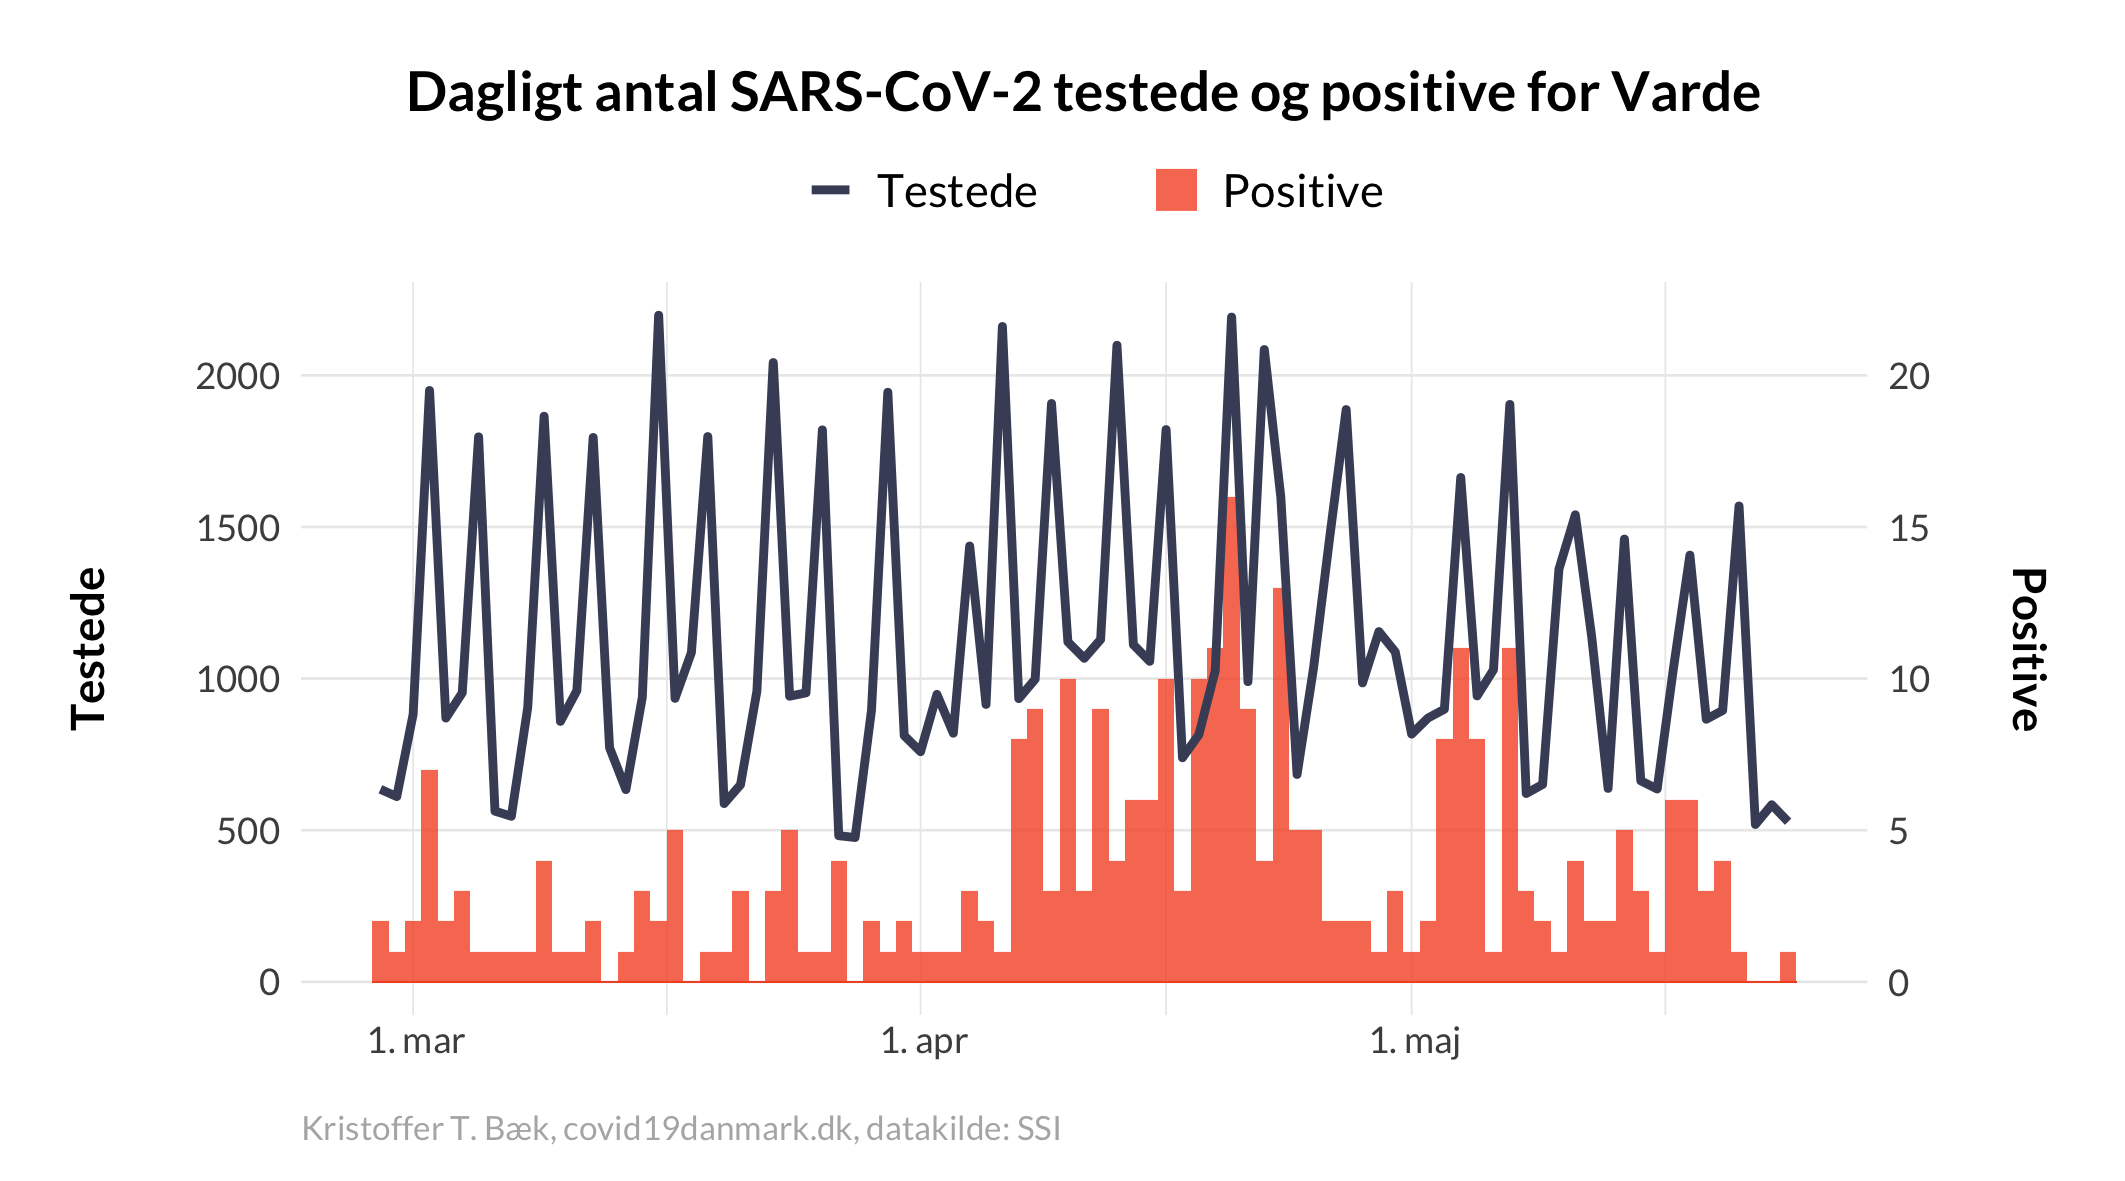 Dagligt antal SARS-CoV-2 testede og positive for Varde
Testede
Positive
2000
1500
1000
500
0
20
15
10
5
0
Testede
Positive
1. mar
1. apr
1. maj
Kristoffer T. Bæk, covid19danmark.dk, datakilde: SSI